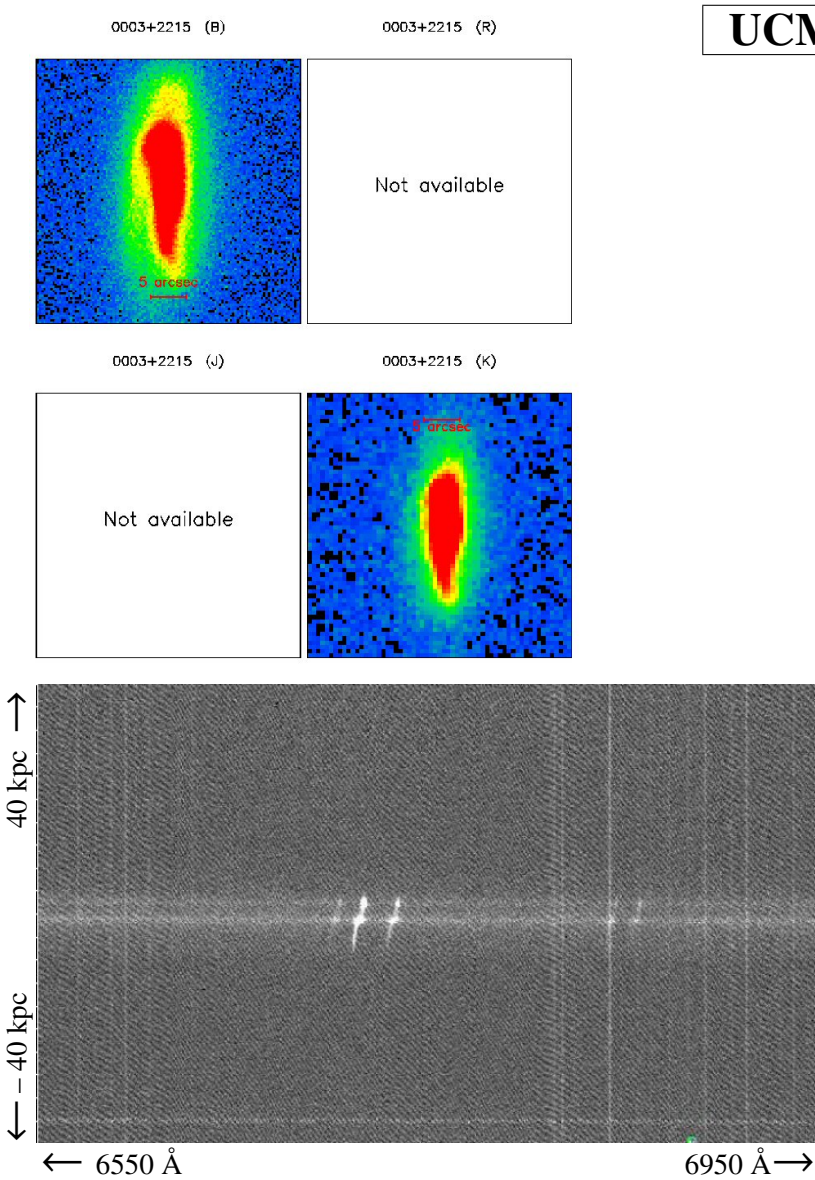 0003+2215 (B)
0003+2215 (R)
UCM
5 arcsec
Not available
0003+2215 (J)
0003+2215 (K)
Not available
5 arcsec
← – 40 kpc 40 kpc →
← 6550 Å
6950 Å →